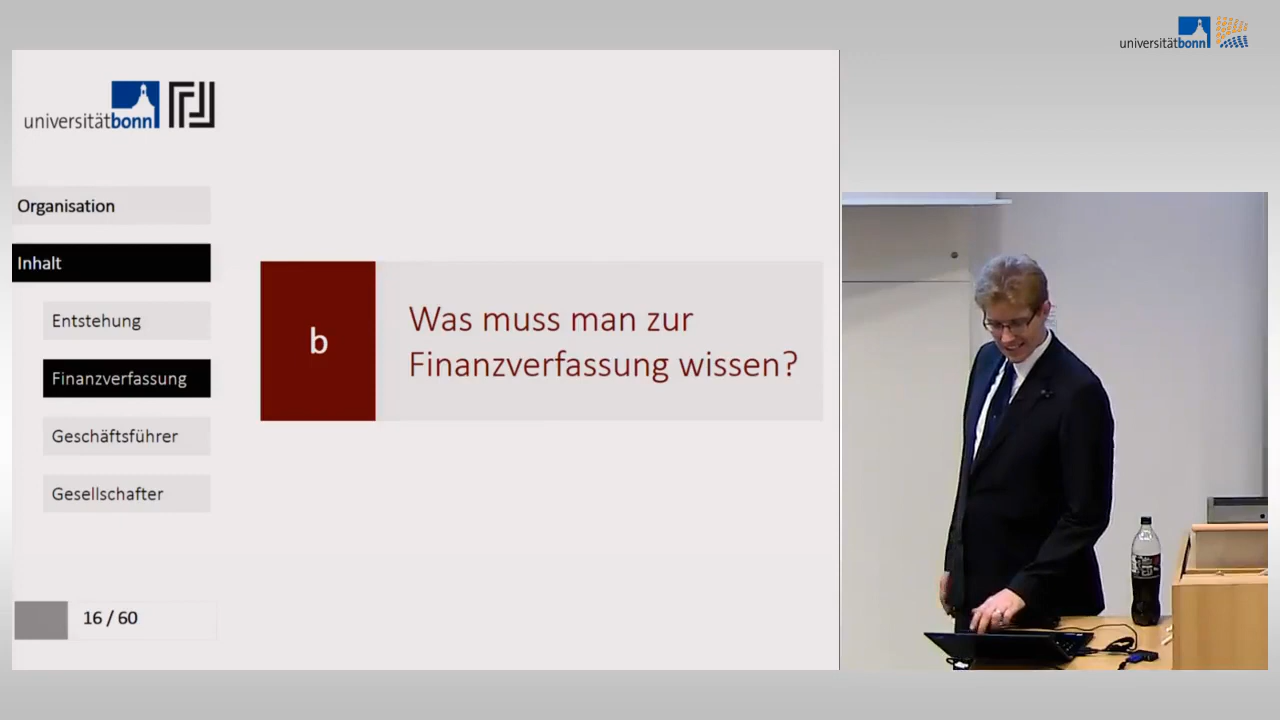 universitätbonn
universitätbonn
Organisation
Inhalt
Entstehung
Finanzverfassung
Geschäftsführer
Gesellschafter
b
Was muss man zur
Finanzverfassung wissen?
16 / 60